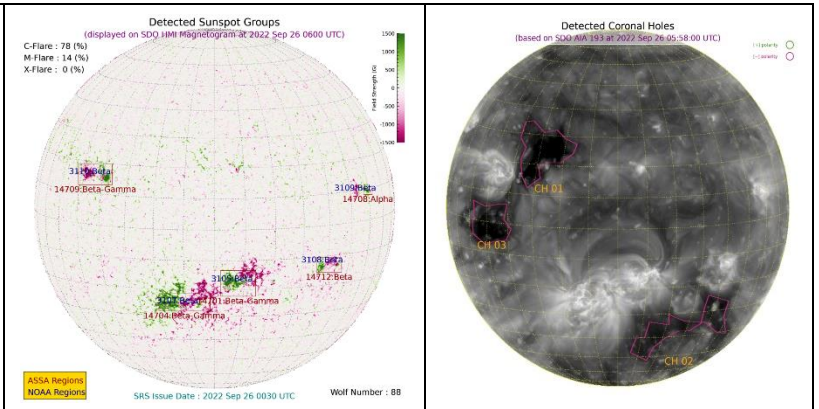 Detected Sunspot Groups
(displayed on SDO HMI Magnetogram at 2022 Sep 26 0600 UTC)
C-Flare : 78 (%)
M-Flare : 14 (%)
X-Flare : 0 (%)
1500
1000
500
0
-500
-1000
-1500
Field Strength (G)
3110:Beta
14709:Beta-Gamma
3109:Beta
14708:Alpha
3108:Beta
14712:Beta
14701:Beta-Gamma
14704:Beta_Gamma
ASSA Regions
NOAA Regions
SRS Issue Date : 2022 Sep 26 0030 UTC
Wolf Number : 88
Detected Coronal Holes
(based on SDO AIA 193 at 2022 Sep 26 05:58:00 UTC)
(+) polarity
(-) polarity
CH 01
CH 03
CH 02